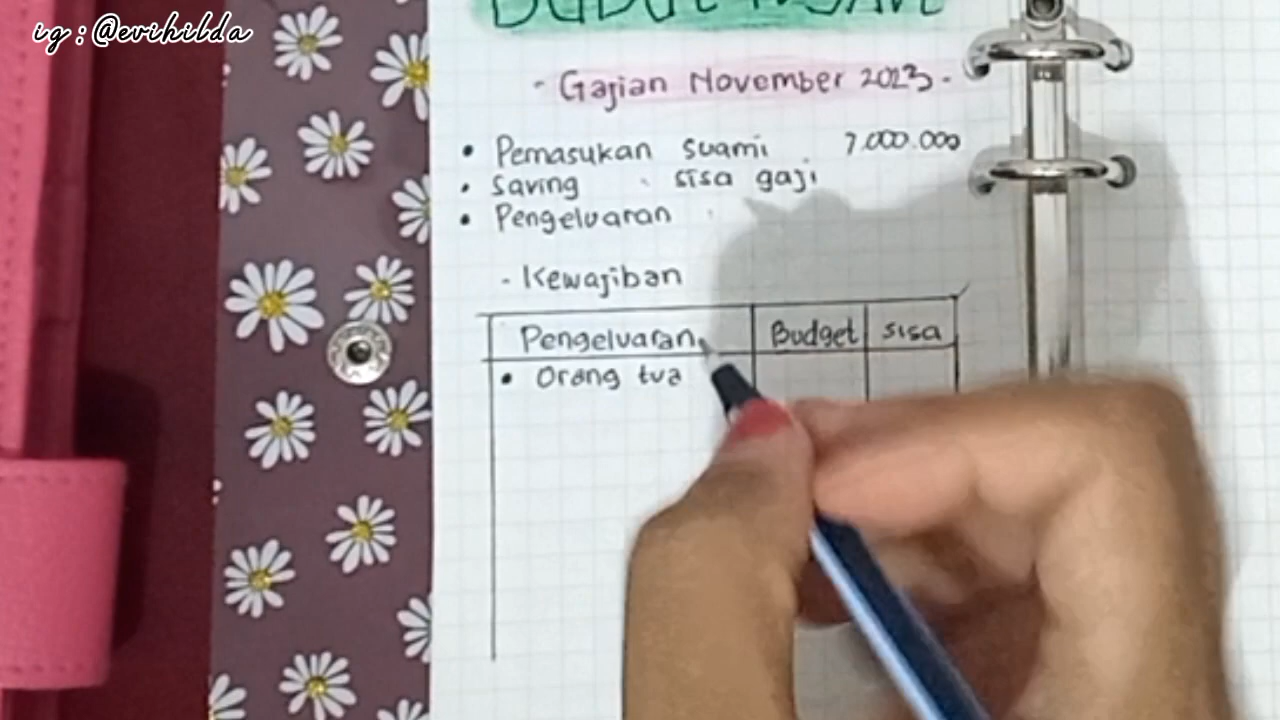 ig : @evihilda
- Gajian November 2023 -
• Pemasukan suami . 7.000.000
• Saving . sisa gaji
• Pengeluaran .
- Kewajiban
Pengeluaran Budget sisa
• Orang tua